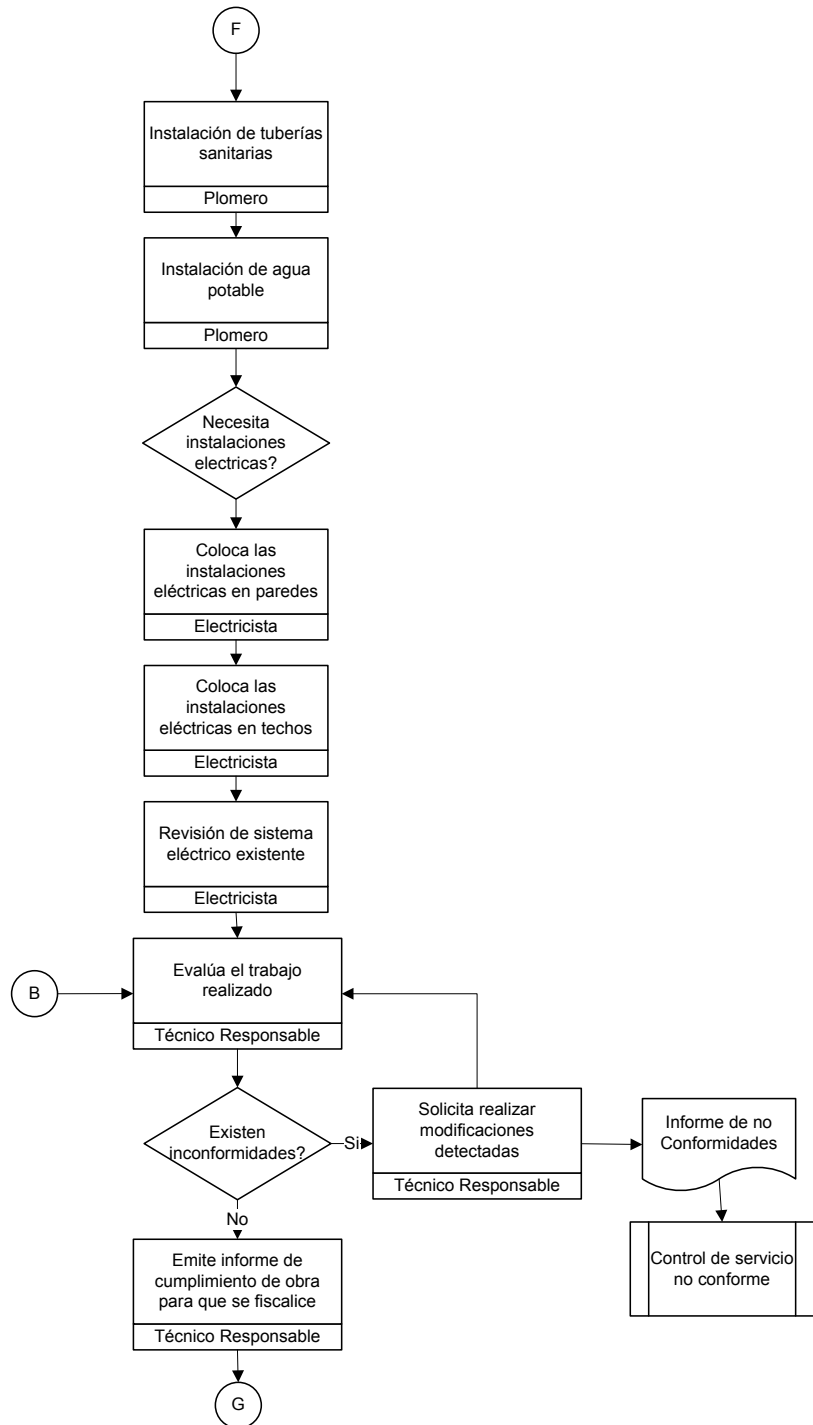 F
Instalación de tuberías
sanitarias
Plomero
Instalación de agua
potable
Plomero
Necesita
instalaciones
electricas?
Coloca las
instalaciones
eléctricas en paredes
Electricista
Coloca las
instalaciones
eléctricas en techos
Electricista
Revisión de sistema
eléctrico existente
Electricista
B
Evalúa el trabajo
realizado
Técnico Responsable
Existen
inconformidades?
Si
Solicita realizar
modificaciones
detectadas
Técnico Responsable
Informe de no
Conformidades
Control de servicio
no conforme
No
Emite informe de
cumplimiento de obra
para que se fiscalice
Técnico Responsable
G